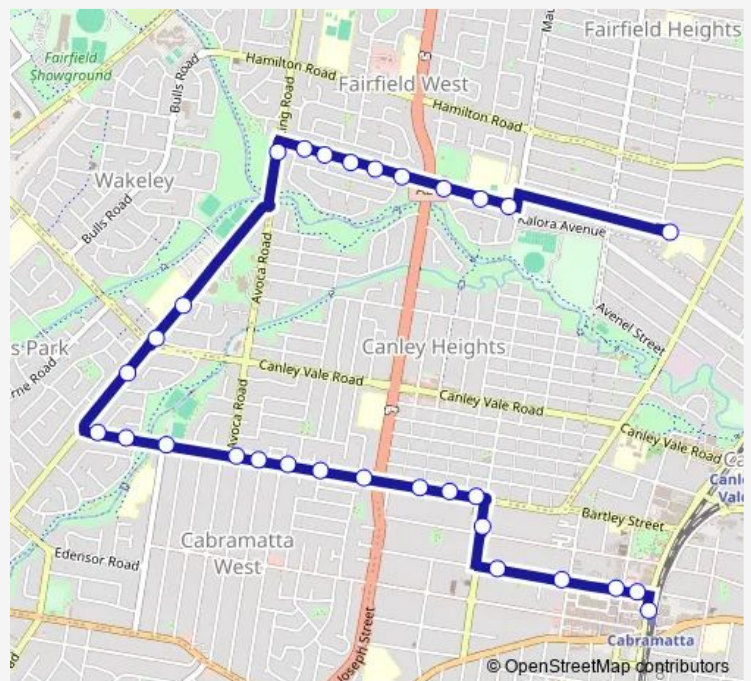 Fairfield Heights
Fairfield
Showground
Bulls Road
Hamilton Road
Fairfield West
Hamilton Road
Wakeley
Bulls Road
Kalora Avenue
Avoca Road
Avenel Street
s Park
Canley Heights
Canley Vale Road
Canley Vale Road
Canley Vale Road
Avoca Road
Bartley Street
Cabramatta
West
Edensor Road
Joseph Street
Cabramatta
© OpenStreetMap contributors